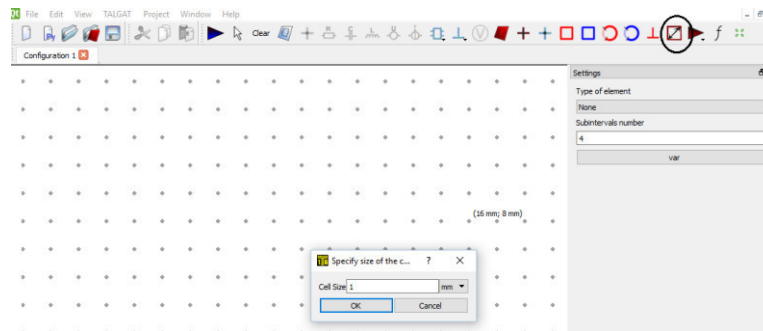 File Edit View TALGAT Project Window Help
Clear
Configuration 1
Settings
Type of element
None
Subintervals number
4
var
(16 mm; 8 mm)
Specify size of the c... ? X
Cell Size 1 mm
OK Cancel